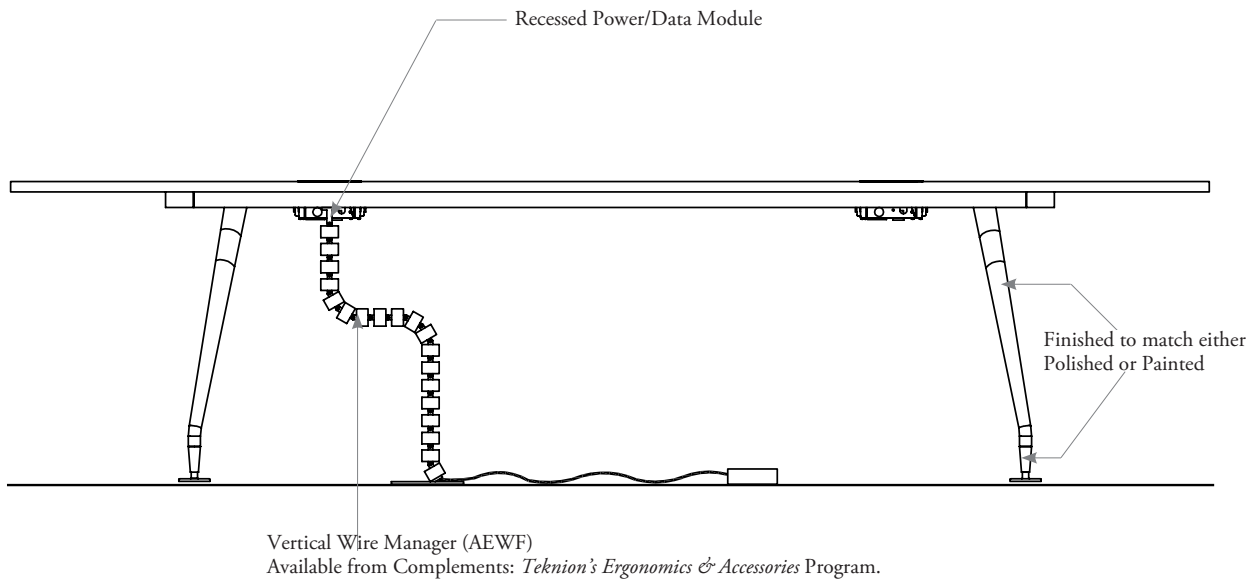 Recessed Power/Data Module
Finished to match either
Polished or Painted
Vertical Wire Manager (AEWF)
Available from Complements: Teknion's Ergonomics & Accessories Program.